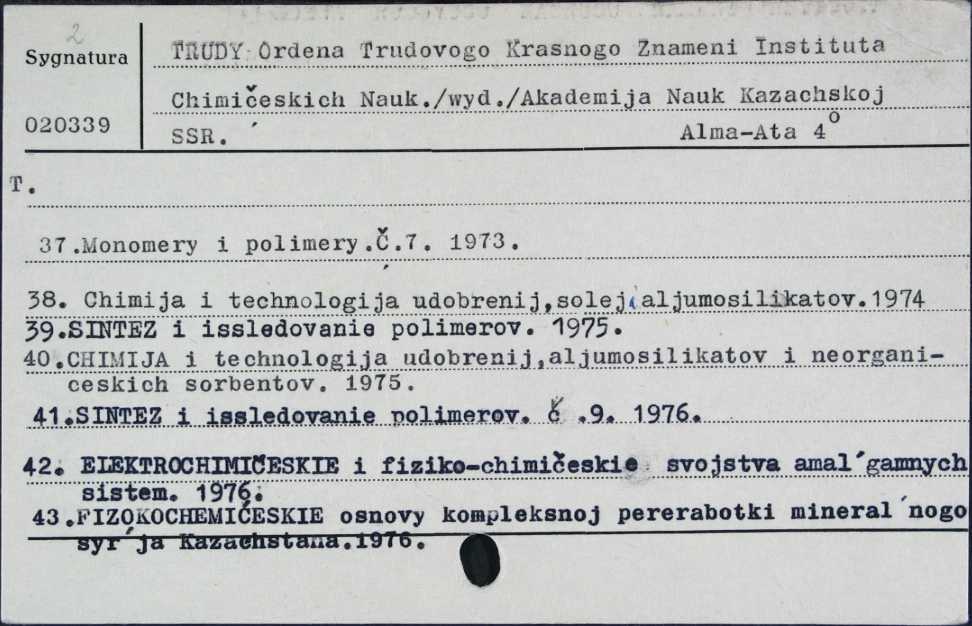 2
Sygnatura
TRUDY Ordena Trudovogo Krasnogo Znameni Instituta
Chimičeskich Nauk./wyd./Akademija Nauk Kazachskoj
020339
SSR. Alma-Ata 4o
T.
37.Monomery i polimery.Č.7. 1973.
38. Chimija i technologija udobrenij,solej i aljumosilikatov.1974
39.SINTEZ i issledovanie polimerov. 1975.
40.CHIMIJA i technologija udobrenij,aljumosilikatov i neorgani-
ceskich sorbentov. 1975.
41.SINTEZ i issledovanie polimerov. č .9. 1976.
42. ELEKTROCHIMIČESKIE i fiziko-chimičeskie svojstva amal´gamnych
sistem. 1976.
43.FIZOKOCHEMIĆESKIE osnovy kompleksnoj pererabotki mineral´nogo
syr´ja Kazachstana.1976.